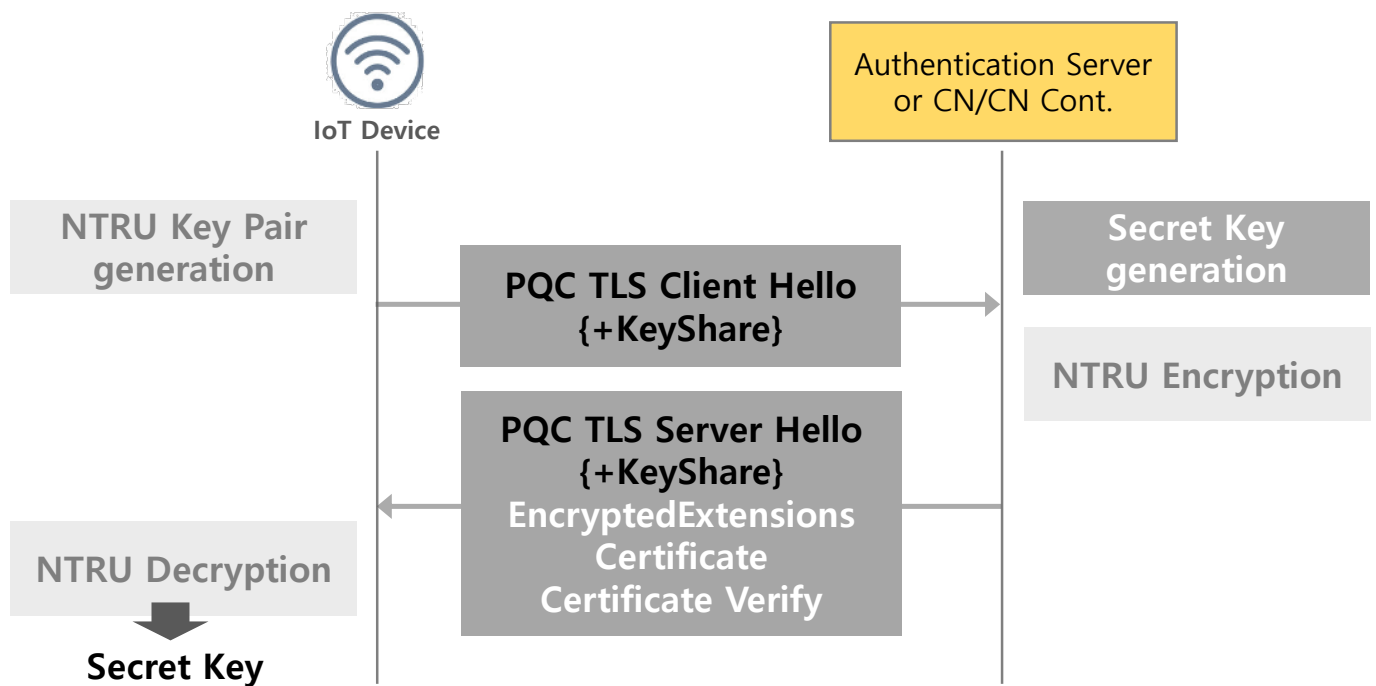 IoT Device
Authentication Server
or CN/CN Cont.
NTRU Key Pair
generation
PQC TLS Client Hello
{+KeyShare}
Secret Key
generation
NTRU Encryption
PQC TLS Server Hello
{+KeyShare}
EncryptedExtensions
Certificate
Certificate Verify
NTRU Decryption
Secret Key